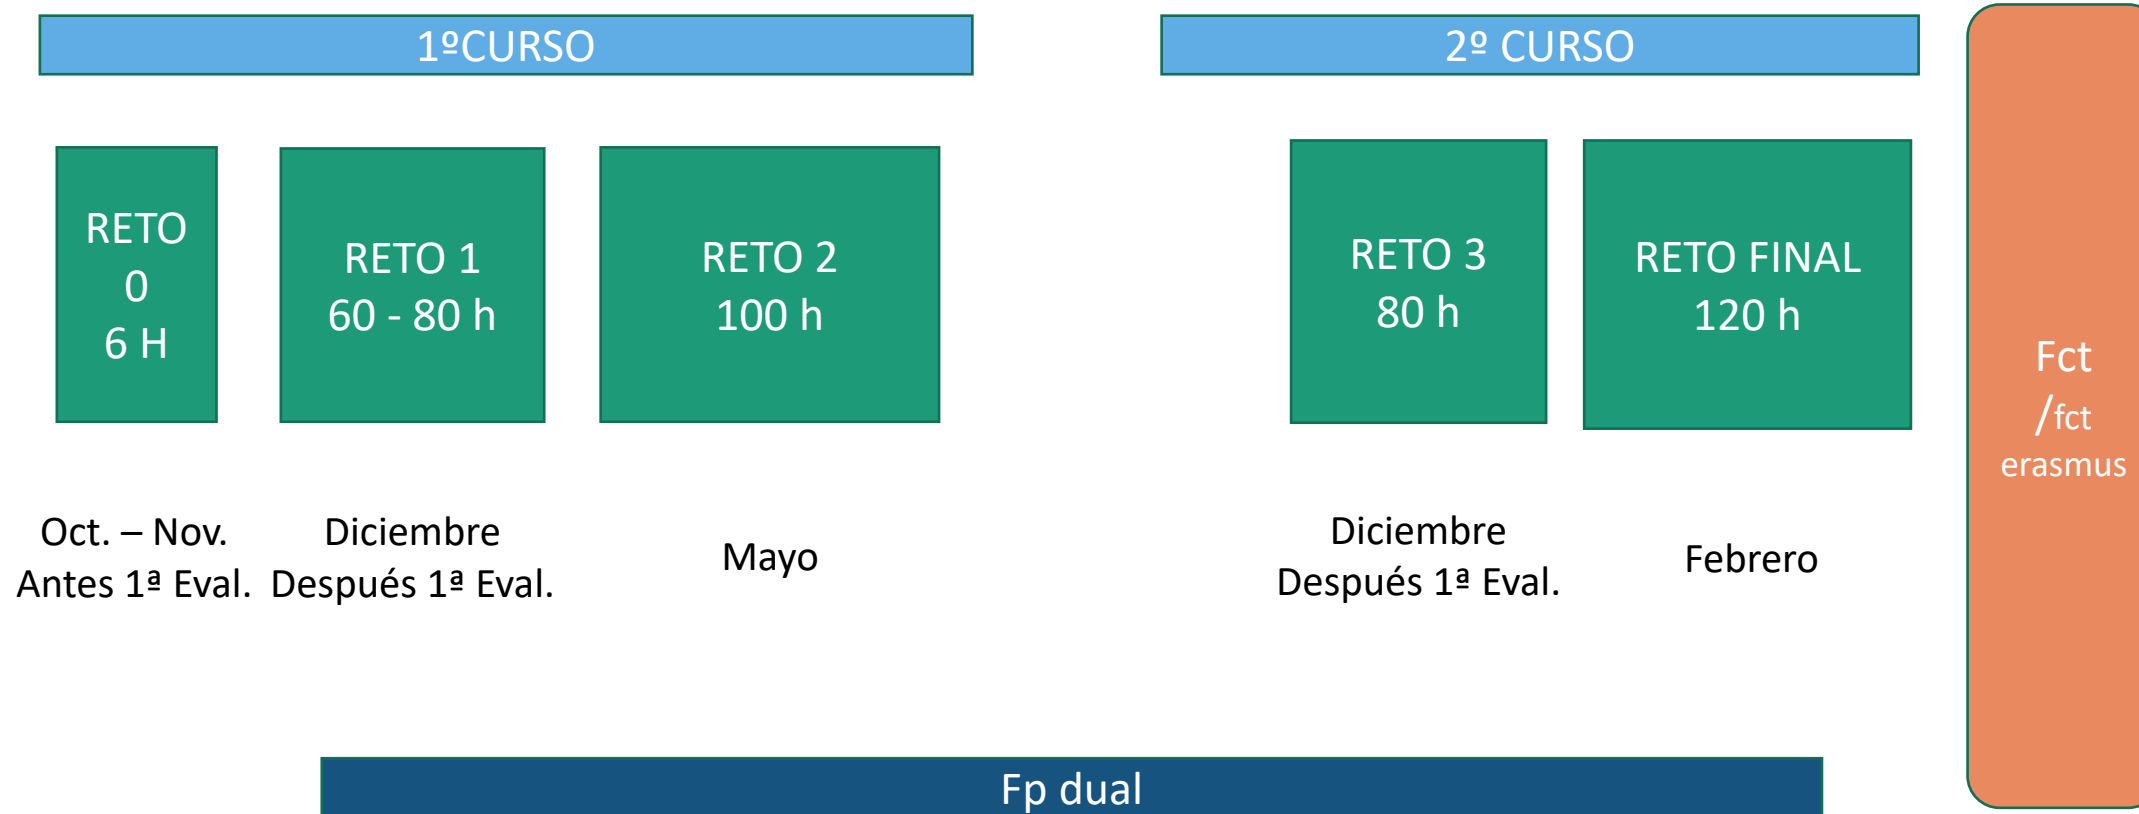 1ºCURSO
2º CURSO
RETO
0
6 H
RETO 1
60 - 80 h
RETO 2
100 h
RETO 3
80 h
RETO FINAL
120 h
Fct
/fct
erasmus
Oct. – Nov.
Antes 1ª Eval.
Diciembre
Después 1ª Eval.
Mayo
Diciembre
Después 1ª Eval.
Febrero
Fp dual